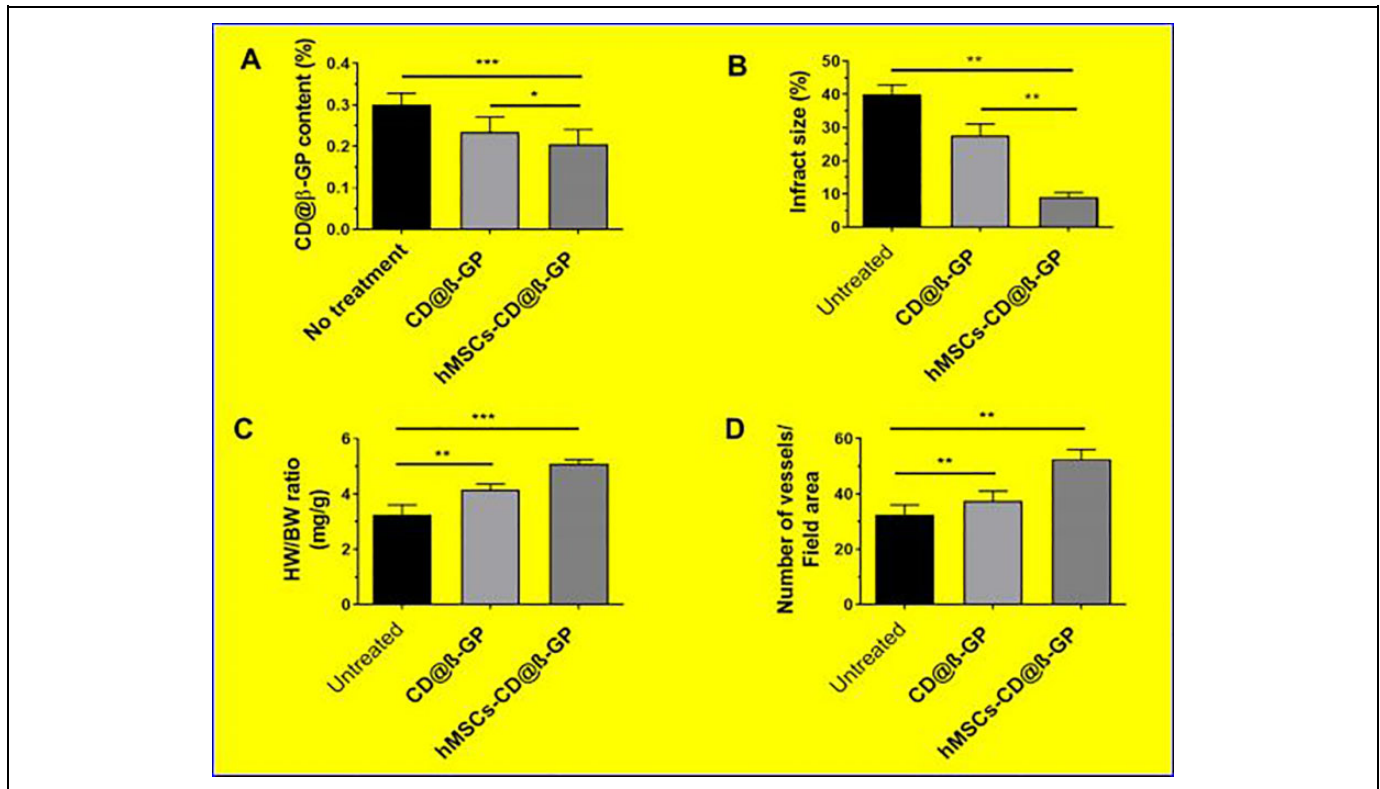 A
CD@β-GP content (%)
0.4
0.3
0.2
0.1
0.0
***
*
No treatment
CD@ß-GP
hMSCs-CD@ß-GP
B
Infract size (%)
50
40
30
20
10
0
**
**
Untreated
CD@ß-GP
hMSCs-CD@ß-GP
C
HW/BW ratio
(mg/g)
6
4
2
0
***
**
Untreated
CD@ß-GP
hMSCs-CD@ß-GP
D
Number of vessels/
Field area
60
40
20
0
**
**
Untreated
CD@ß-GP
hMSCs-CD@ß-GP